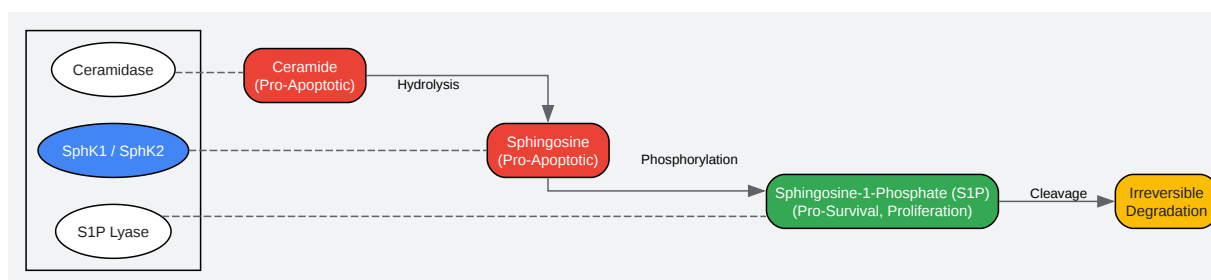 Ceramidase
SphK1 / SphK2
S1P Lyase
Ceramide
(Pro-Apoptotic)
Hydrolysis
Sphingosine
(Pro-Apoptotic)
Phosphorylation
Sphingosine-1-Phosphate (S1P)
(Pro-Survival, Proliferation)
Cleavage
Irreversible
Degradation